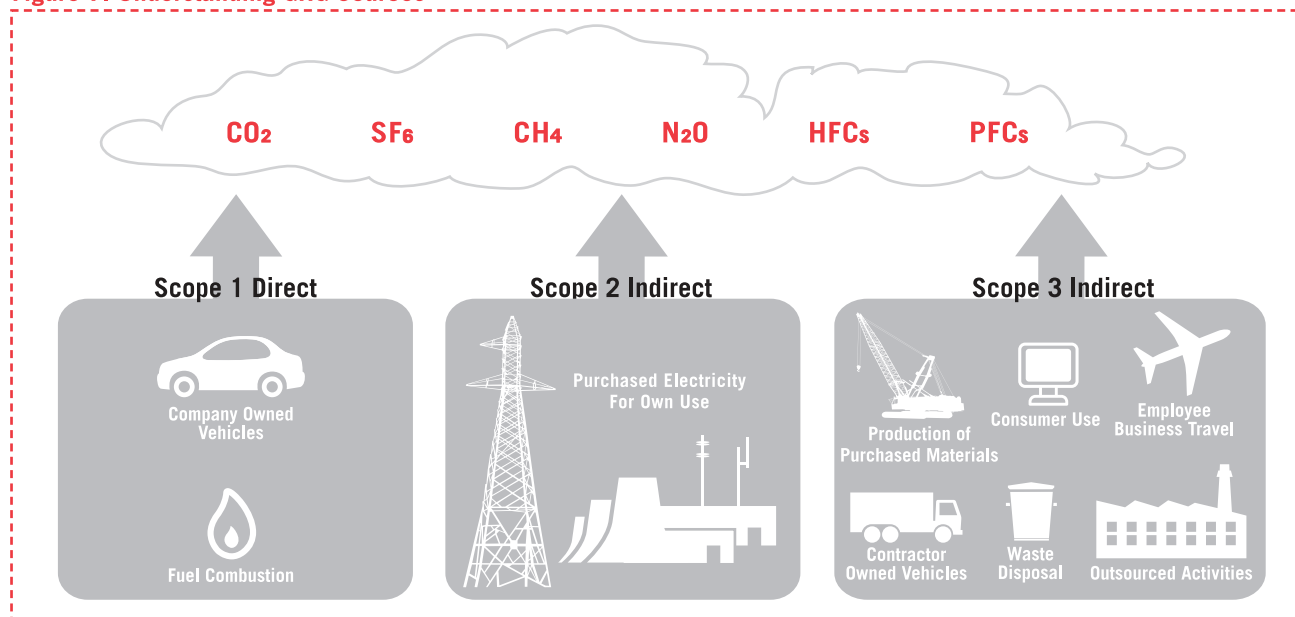 CO₂ SF₆ CH₄ N₂O HFCs PFCs
Scope 1 Direct
Company Owned
Vehicles
Fuel Combustion
Scope 2 Indirect
Purchased Electricity
For Own Use
Scope 3 Indirect
Production of
Purchased Materials
Consumer Use
Employee
Business Travel
Contractor
Owned Vehicles
Waste
Disposal
Outsourced Activities